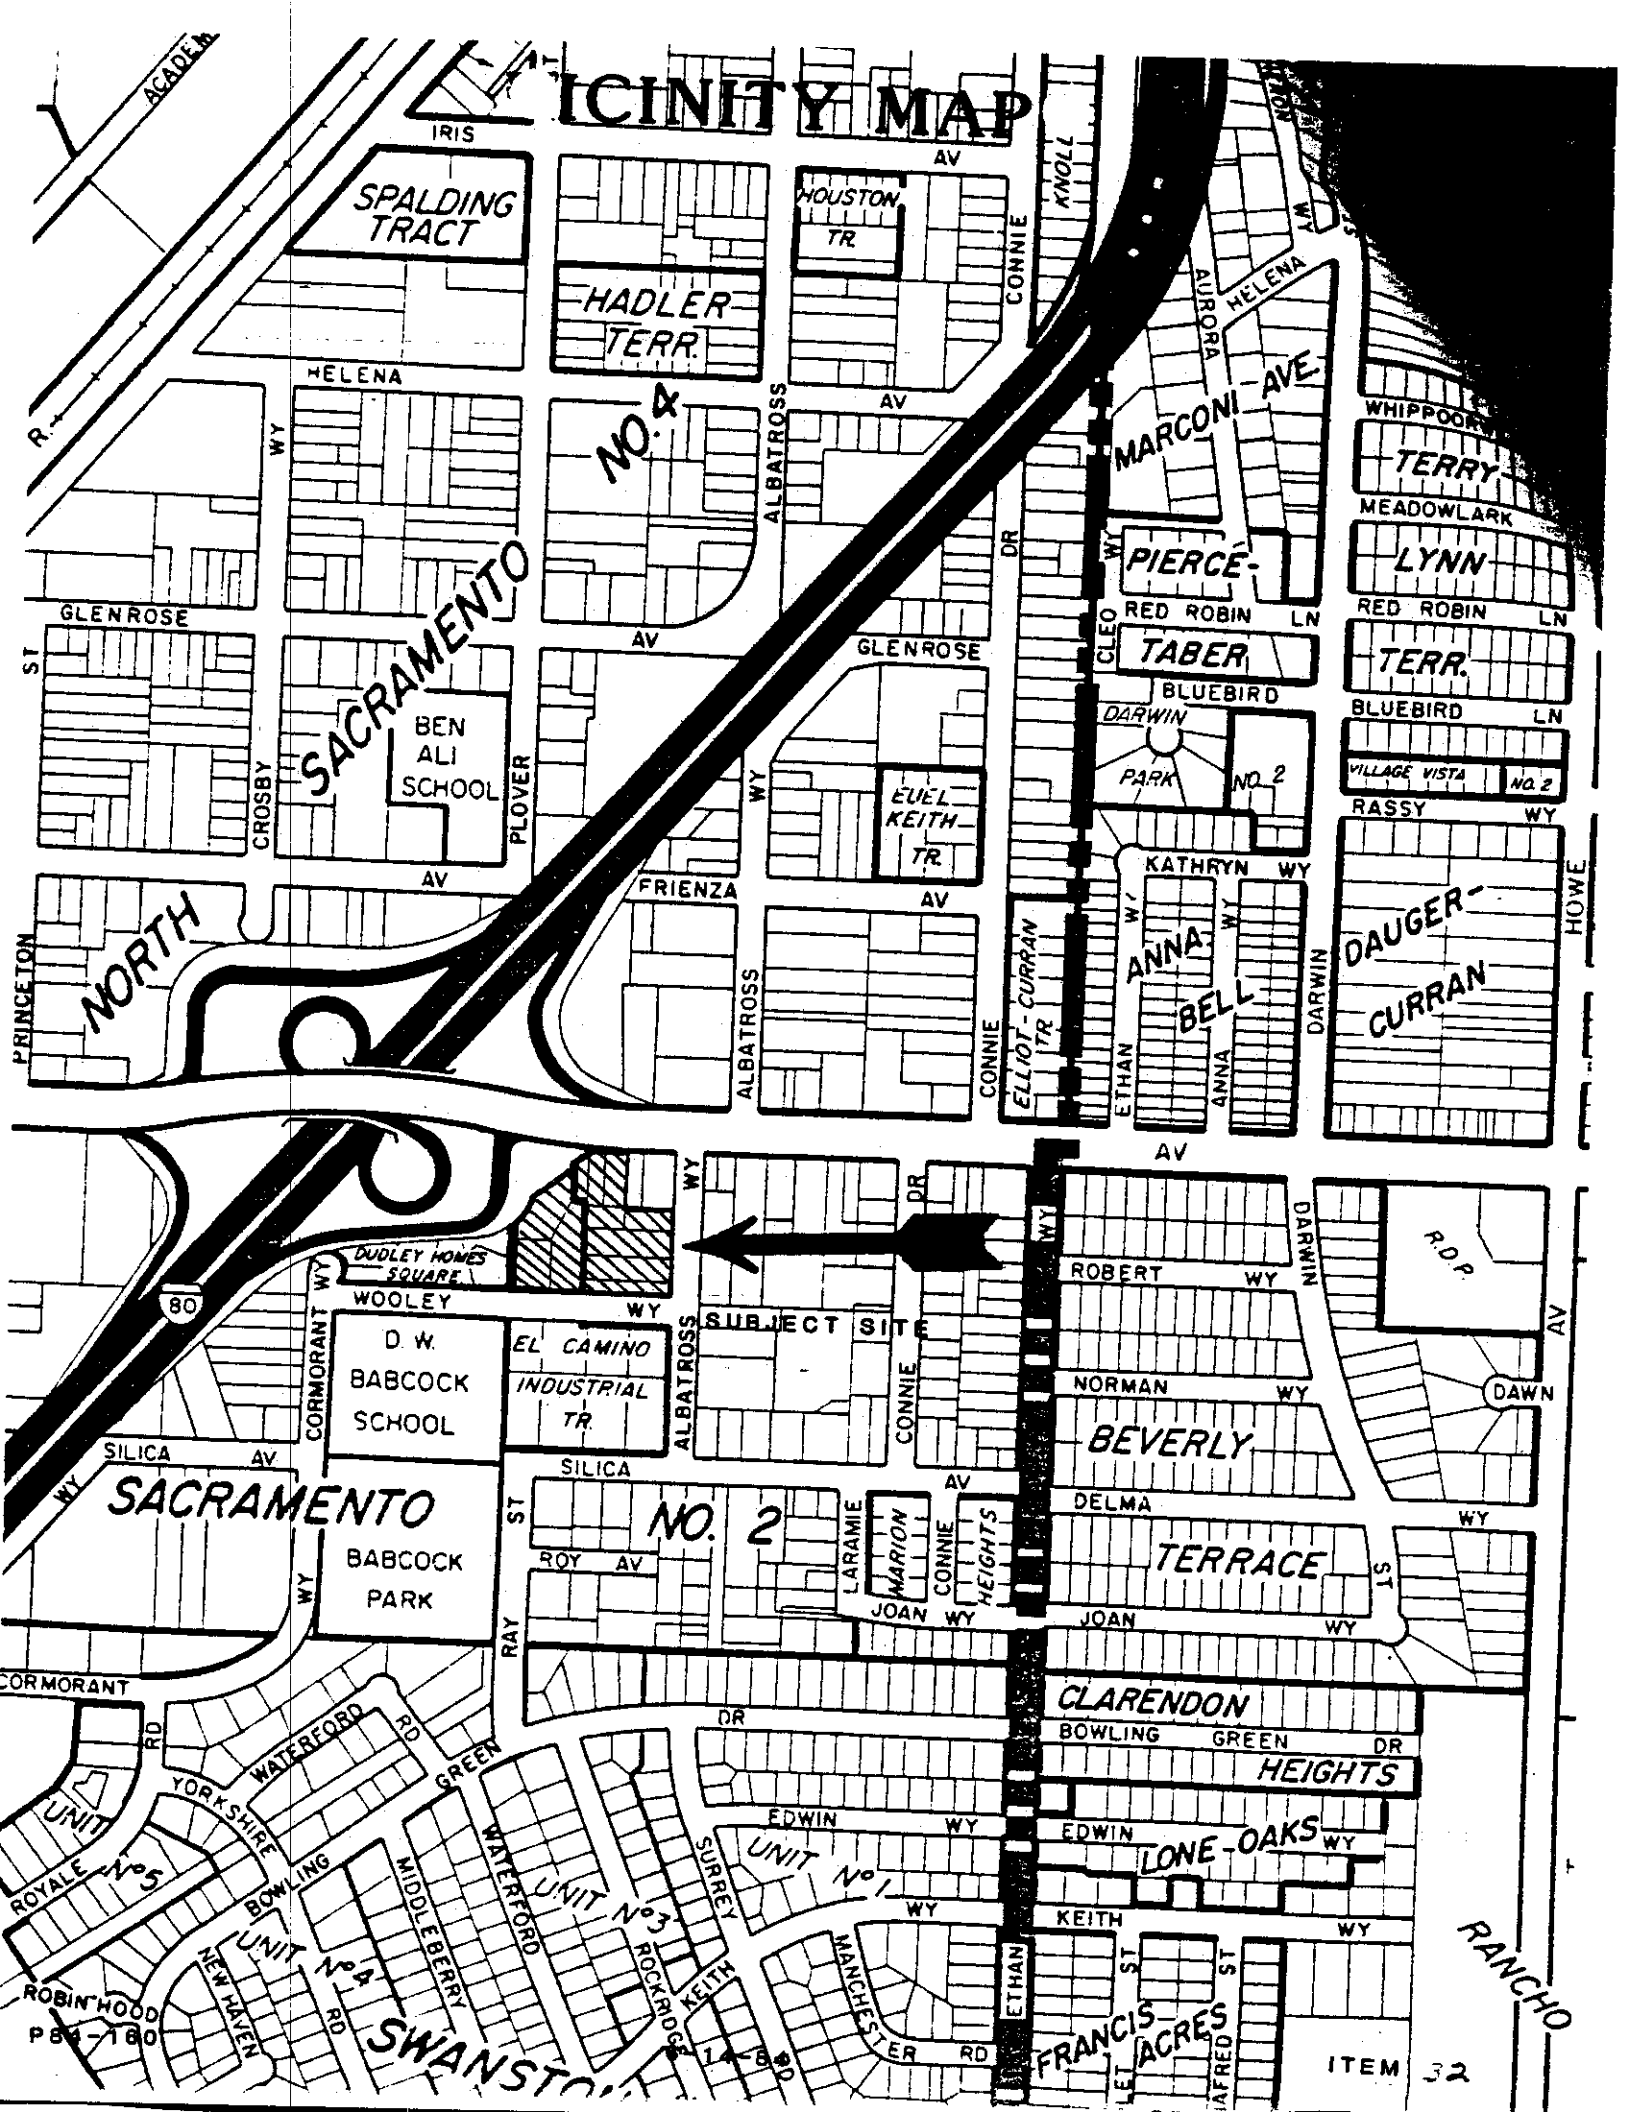 ICINITY MAP
IRIS
AV
KNOLL
SPALDING
TRACT
HOUSTON
TR.
CONNIE
WY
HADLER
TERR.
AURORA
HELENA
HELENA
AV
MARCONI AVE.
WY
NO. 4
ALBATROSS
R.
TERRY
MEADOWLARK
DR
WY
PIERCE-
LYNN
SACRAMENTO
GLENROSE
AV
GLENROSE
CLEO
RED ROBIN LN
RED ROBIN LN
ST
TABER
TERR.
BLUEBIRD
BLUEBIRD LN
BEN
ALI
SCHOOL
DARWIN
PARK
NO. 2
VILLAGE VISTA
NO. 2
CROSBY
PLOVER
WY
EUEL
KEITH
TR.
RASSY WY
AV
FRIENZA
AV
KATHRYN WY
HOWE
PRINCETON
NORTH
ALBATROSS
CONNIE
ELLIOT-CURRAN
TR.
ETHAN
WY
ANNA
BELL
ANNA
WY
DARWIN
DAUGER-
CURRAN
AV
WY
DR
WY
DARWIN
R.D.P.
DUDLEY HOMES
SQUARE
80
WOOLEY WY
ROBERT WY
AV
CORMORANT WY
D. W.
BABCOCK
SCHOOL
EL CAMINO
INDUSTRIAL
TR.
ALBATROSS
SUBJECT SITE
CONNIE
NORMAN WY
DAWN
SILICA AV
WY
SILICA
AV
BEVERLY
SACRAMENTO
NO. 2
DELMA
WY
ST
ROY AV
LARAMIE
MARION
CONNIE
HEIGHTS
TERRACE
ST
WY
BABCOCK
PARK
JOAN WY
JOAN WY
RAY
CORMORANT
CLARENDON
RD
WATERFORD
RD
DR
BOWLING GREEN DR
GREEN
HEIGHTS
YORKSHIRE
UNIT
Nº5
EDWIN WY
EDWIN WY
LONE-OAKS
ROYALE
BOWLING
MIDDLEBERRY
WATERFORD
SURREY
UNIT Nº1
UNIT Nº3
WY
KEITH WY
UNIT Nº4
NEW HAVEN
RD
ROCKRIDGE
KEITH
MANCHESTER RD
ETHAN
ST
ST
RANCHO
ROBIN HOOD
P84-160
SWANSTON
RD
FRANCIS
ACRES
ITEM 32